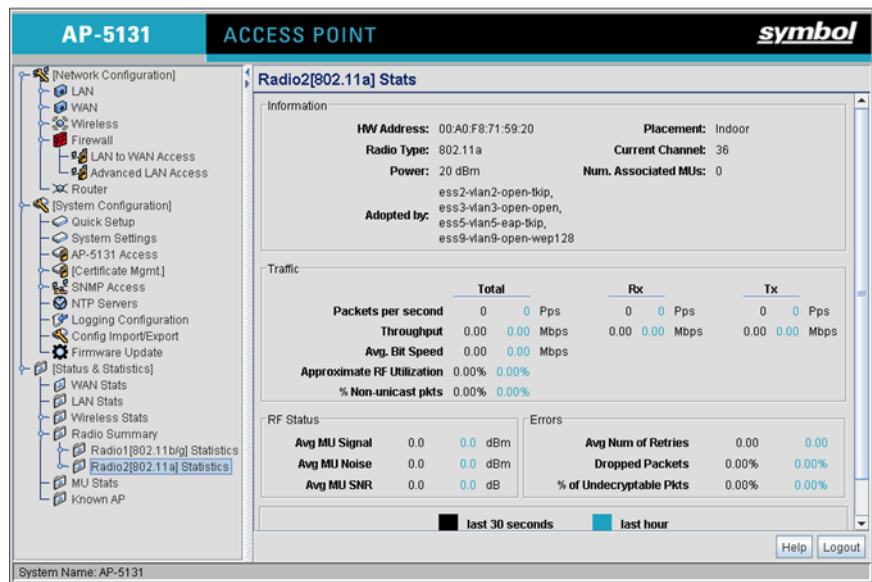 AP-5131
ACCESS POINT
symbol
[Network Configuration]
LAN
WAN
Wireless
Firewall
LAN to WAN Access
Advanced LAN Access
Router
[System Configuration]
Quick Setup
System Settings
AP-5131 Access
[Certificate Mgmt.]
SNMP Access
NTP Servers
Logging Configuration
Config Import/Export
Firmware Update
[Status & Statistics]
WAN Stats
LAN Stats
Wireless Stats
Radio Summary
Radio1[802.11b/g] Statistics
Radio2[802.11a] Statistics
MU Stats
Known AP
Radio2[802.11a] Stats
Information
HW Address: 00:A0:F8:71:59:20 Placement: Indoor
Radio Type: 802.11a Current Channel: 36
Power: 20 dBm Num. Associated MUs: 0
Adopted by: ess2-vlan2-open-tkip,
ess3-vlan3-open-open,
ess5-vlan5-eap-tkip,
ess9-vlan9-open-wep128
Traffic
Total Rx Tx
Packets per second 0 0 Pps 0 0 Pps 0 0 Pps
Throughput 0.00 0.00 Mbps 0.00 0.00 Mbps 0.00 0.00 Mbps
Avg. Bit Speed 0.00 0.00 Mbps
Approximate RF Utilization 0.00% 0.00%
% Non-unicast pkts 0.00% 0.00%
RF Status
Avg MU Signal 0.0 0.0 dBm
Avg MU Noise 0.0 0.0 dBm
Avg MU SNR 0.0 0.0 dB
Errors
Avg Num of Retries 0.00 0.00
Dropped Packets 0.00% 0.00%
% of Undecryptable Pkts 0.00% 0.00%
last 30 seconds last hour
Help Logout
System Name: AP-5131